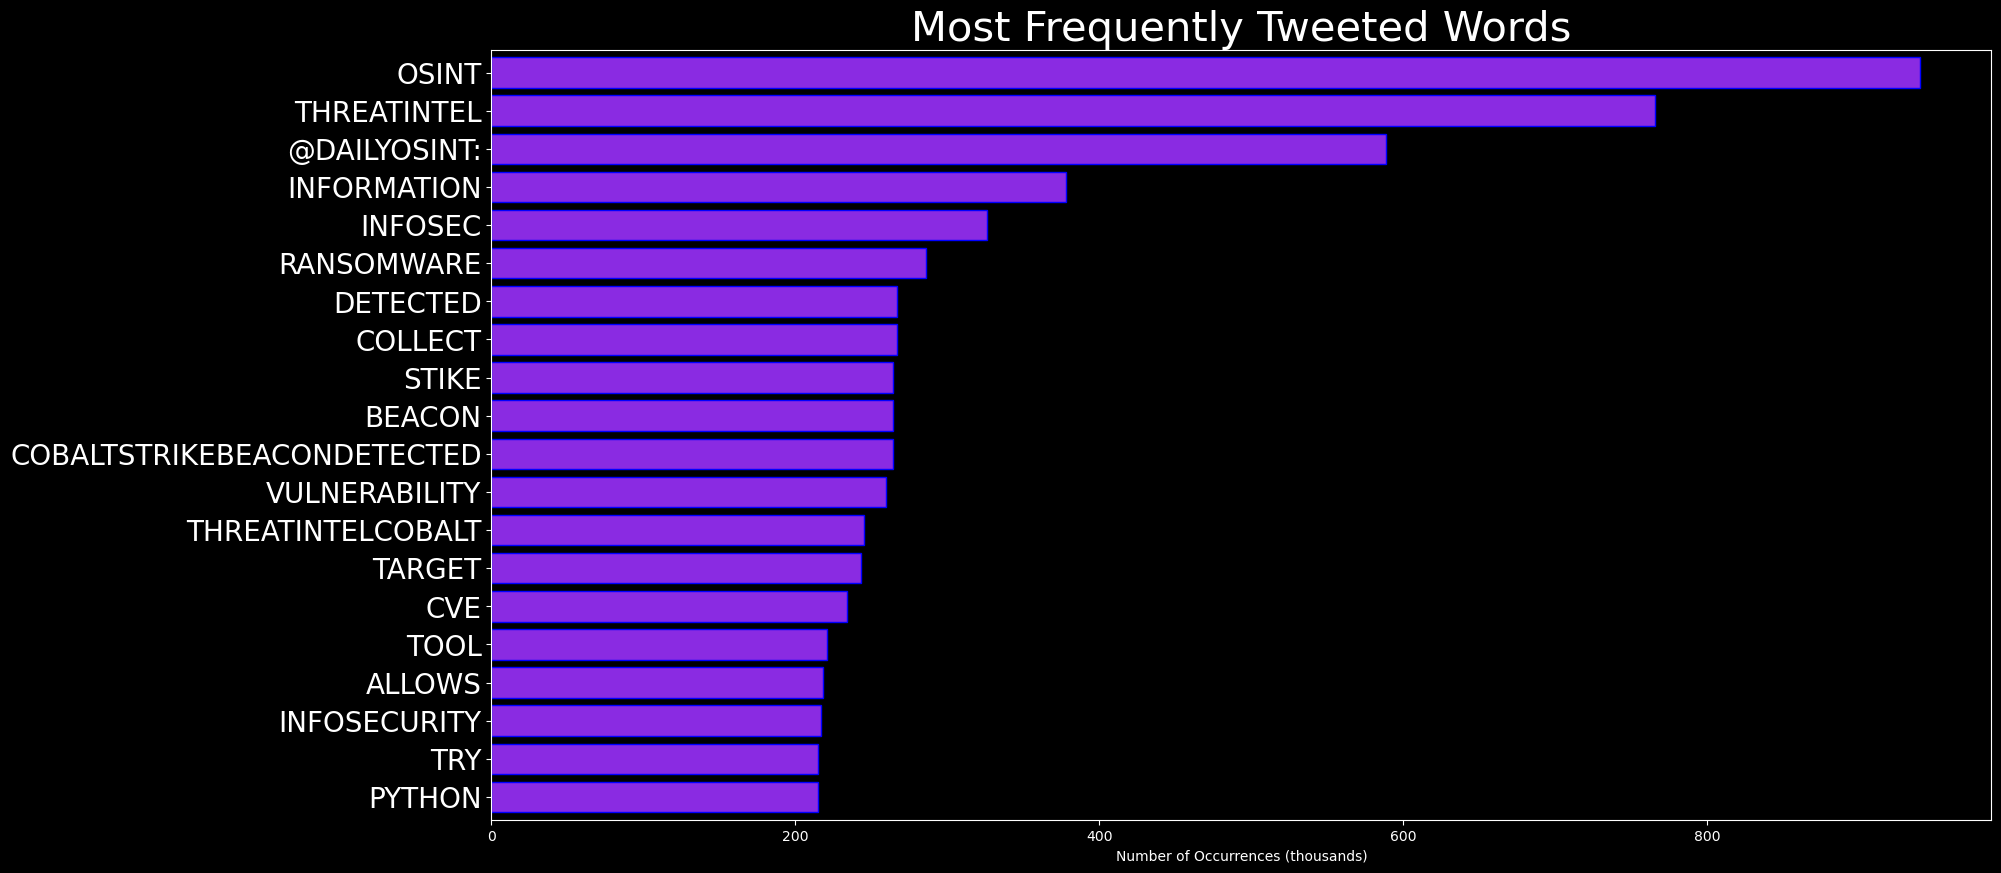 Most Frequently Tweeted Words
OSINT
THREATINTEL
@DAILYOSINT:
INFORMATION
INFOSEC
RANSOMWARE
DETECTED
COLLECT
STIKE
BEACON
COBALTSTRIKEBEACONDETECTED
VULNERABILITY
THREATINTELCOBALT
TARGET
CVE
TOOL
ALLOWS
INFOSECURITY
TRY
PYTHON
0 200 400 600 800
Number of Occurrences (thousands)